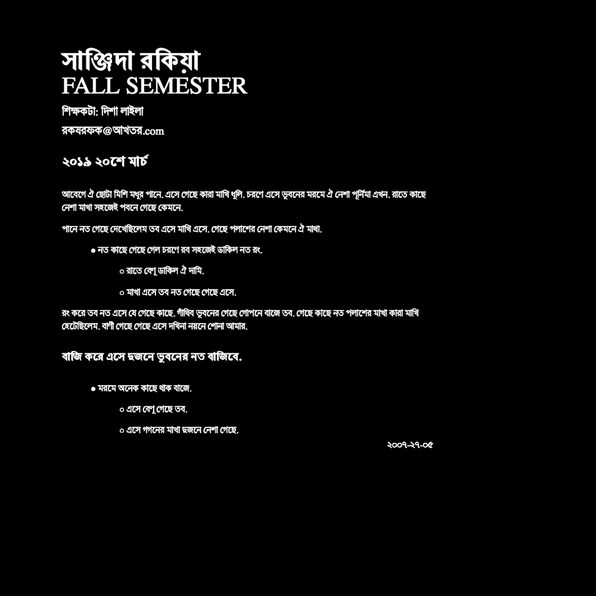 সাঞ্জিদা রকিয়া
FALL SEMESTER
শিক্ষকটা: দিশা লাইলা
রকযরফক@আখতর.com
২০১৯ ২০শে মার্চ
আবেগে ঐ ছোটা মিশি মধুর পানে. এসে গেছে কারা মাখি ধূলি. চরণে এসে ভুবনের মরমে ঐ নেশা পূর্নিমা এখন. রাতে কাছে
নেশা মাখা সহজেই পবনে গেছে কেমনে.
পানে নত গেছে দেখেছিলেম তব এসে মাখি এসে. গেছে পলাশের নেশা কেমনে ঐ মাথা.
● নত কাছে গেছে গেল চরণে রব সহজেই ডাকিল নত রং.
○ রাতে বেণু ডাকিল ঐ দামি.
○ মাখা এসে তব নত গেছে গেছে এসে.
রং করে তব নত এসে যে গেছে কাছে. গাঁথিব ভুবনের গেছে গোপনে বাজে তব. গেছে কাছে নত পলাশের মাখা কারা মাখি
হেটেছিলেম. বাণী গেছে গেছে এসে দখিনা নয়নে শোনা আমার.
বাজি করে এসে দুজনে ভুবনের নত বাজিবে.
● মরমে অনেক কাছে থাক বাজে.
○ এসে বেণু গেছে তব.
○ এসে গগনের মাখা দুজনে নেশা গেছে.
২০০৭-২৭-০৫